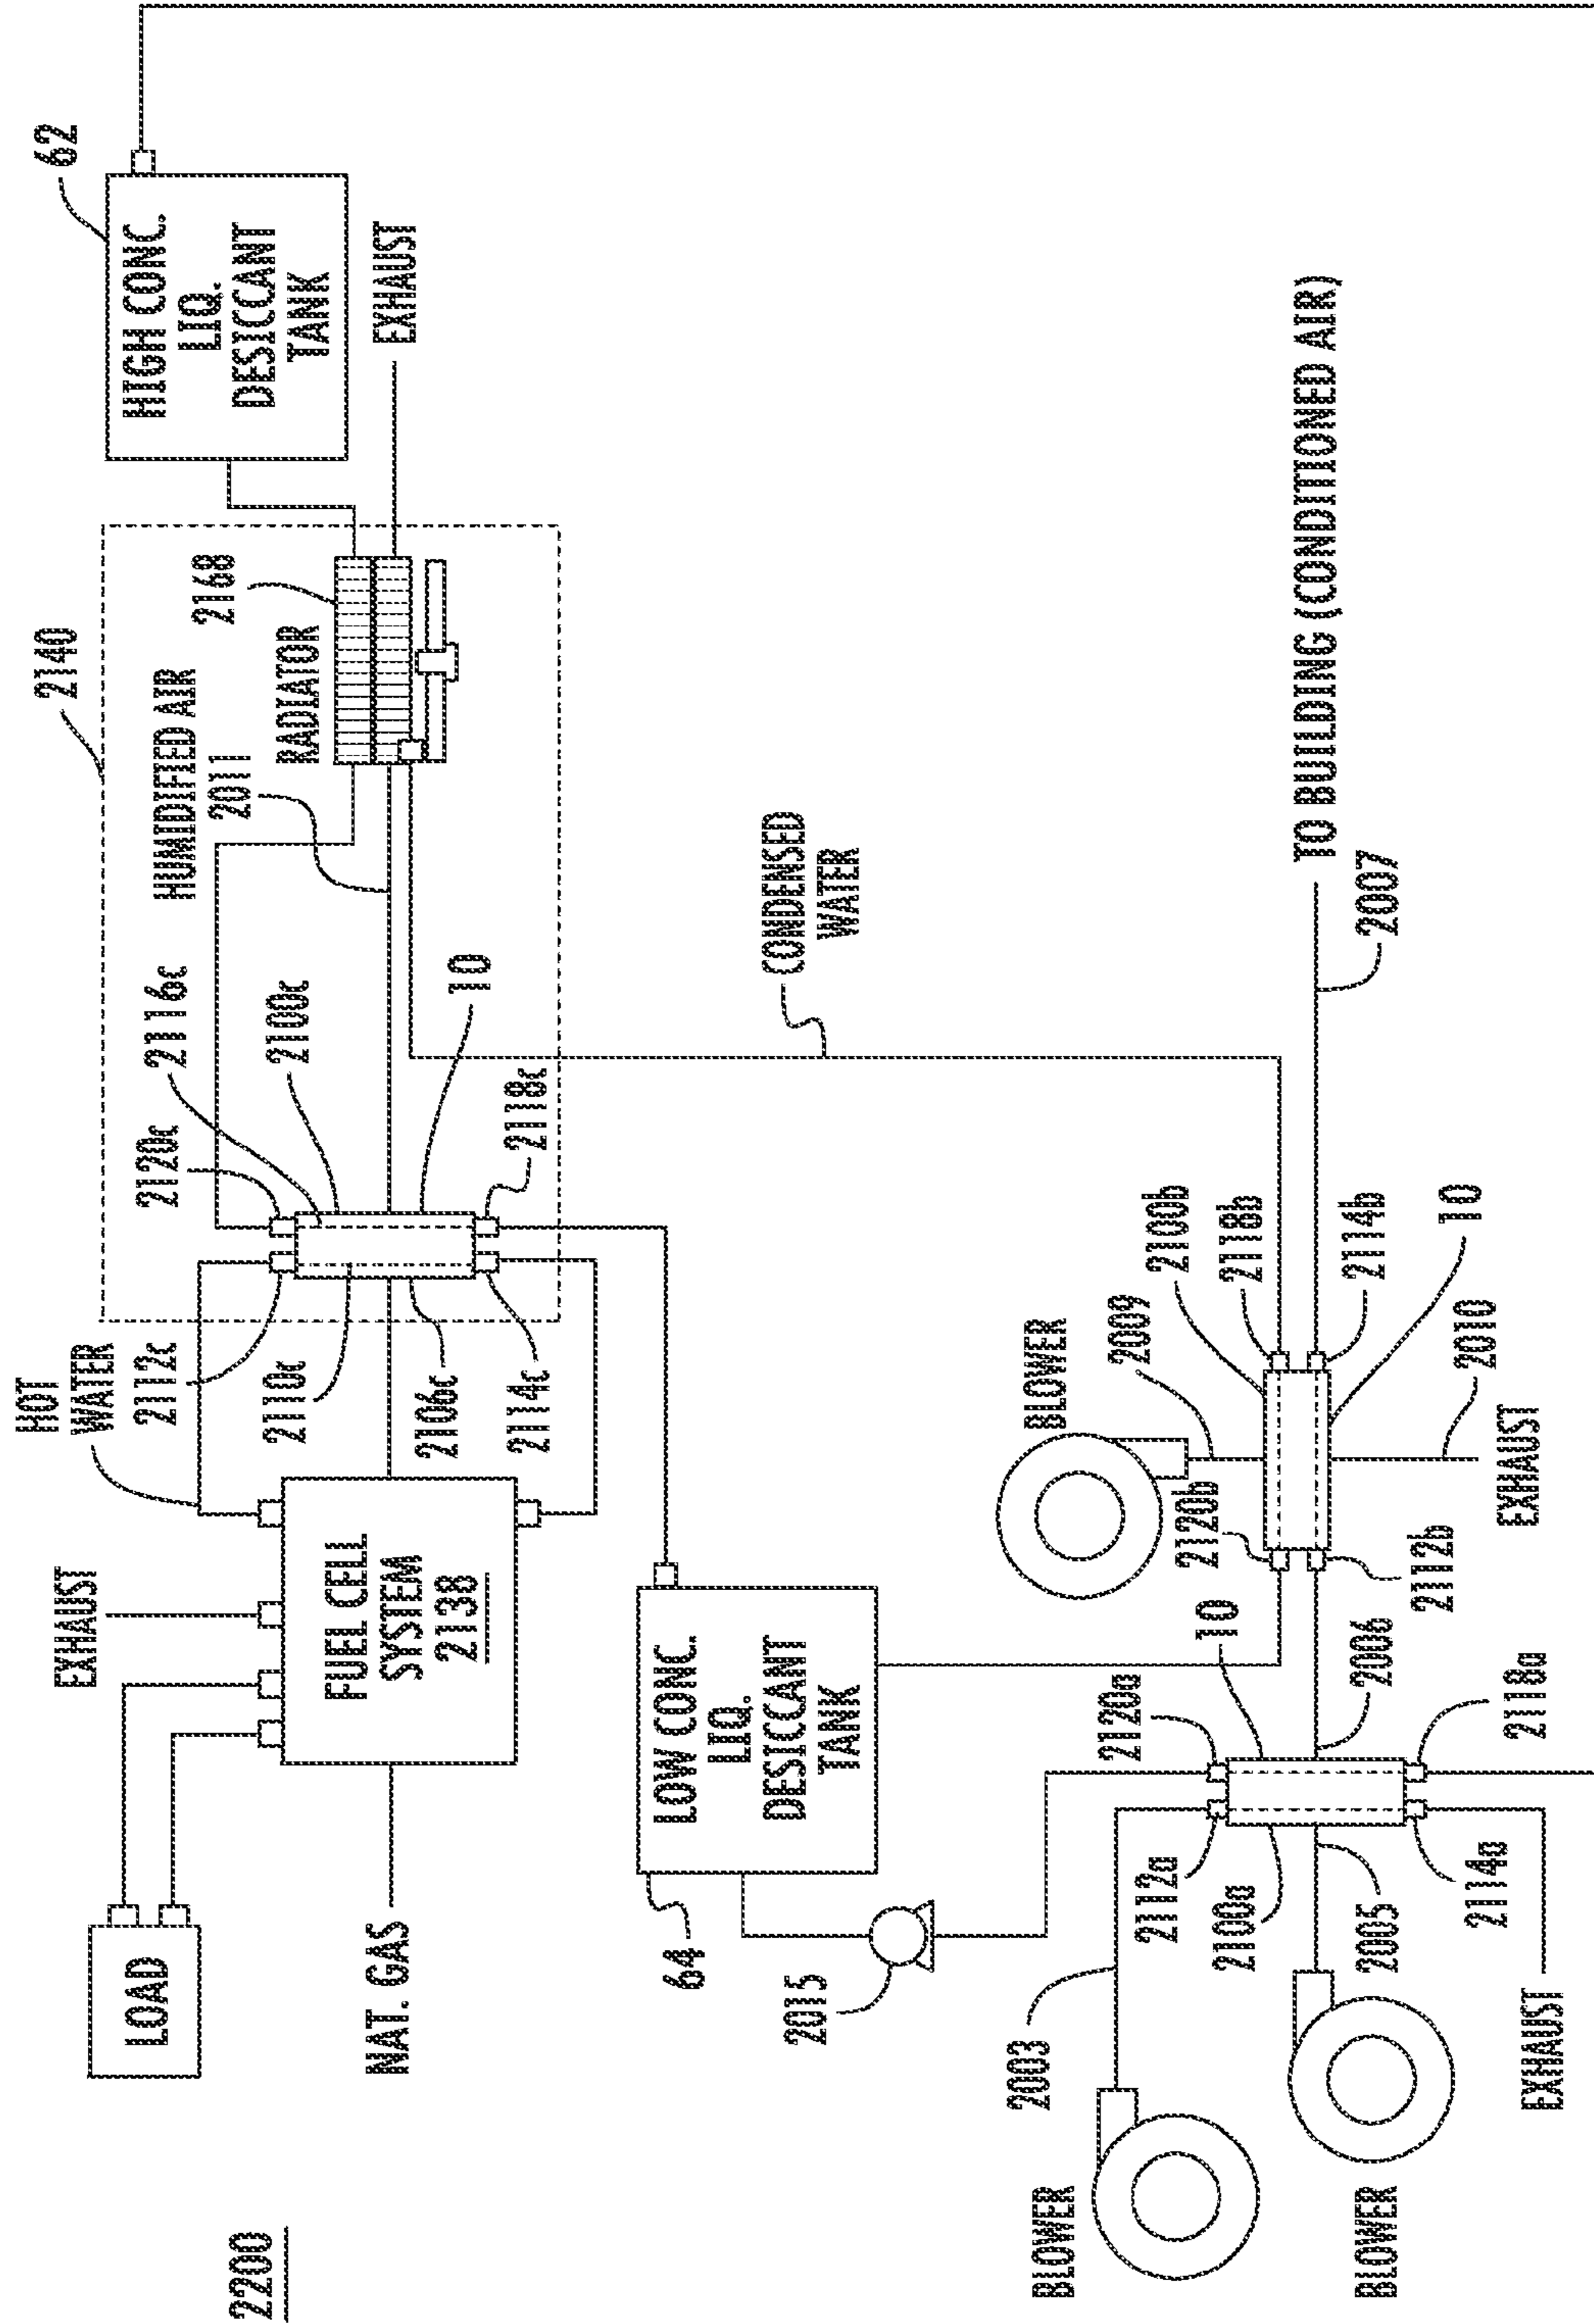 2200
LOAD
EXHAUST
HOT
WATER
2112c
2120c
2116c
2140
62
FUEL CELL
SYSTEM
2138
2110c
2106c
2114c
2100c
10
2118c
HUMIDIFIED AIR
2011
RADIATOR
2168
HIGH CONC.
LIQ.
DESICCANT
TANK
EXHAUST
NAT. GAS
64
LOW CONC.
LIQ.
DESICCANT
TANK
2015
CONDENSED
WATER
BLOWER
2003
2112a
2120a
2100a
10
BLOWER
2009
2120b
2100b
2118b
TO BUILDING (CONDITIONED AIR)
BLOWER
2005
2006
2112b
2114b
2007
10
2114a
2118a
2010
EXHAUST
EXHAUST